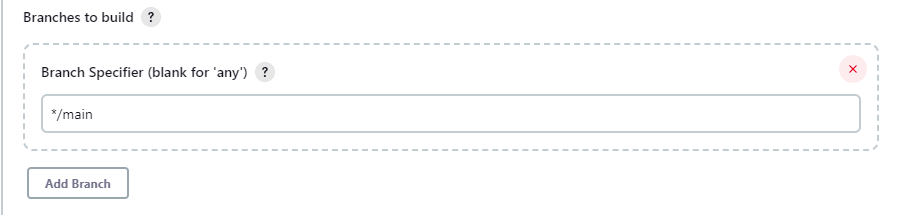 Branches to build ?
Branch Specifier (blank for 'any') ?
*/main
Add Branch